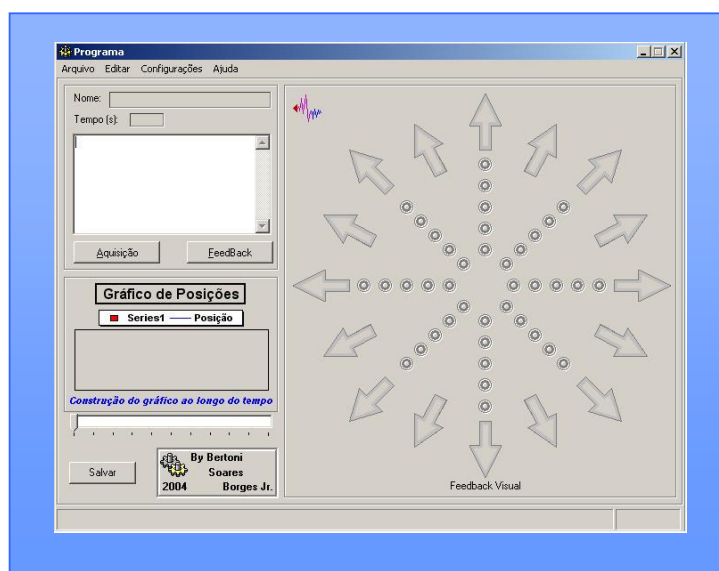 Programa
Arquivo Editar Configurações Ajuda
Nome:
Tempo (s):
Aquisição FeedBack
Gráfico de Posições
Series1 Posição
Construção do gráfico ao longo do tempo
Salvar
By Bertoni
Soares
2004 Borges Jr.
Feedback Visual